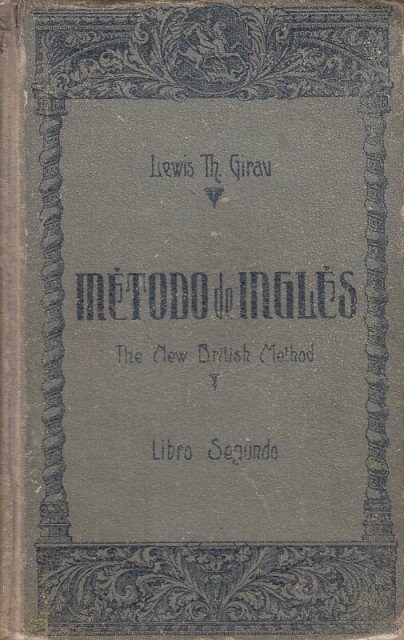 Lewis Th. Girau
MÉTODO de INGLÉS
The New British Method
Libro Segundo